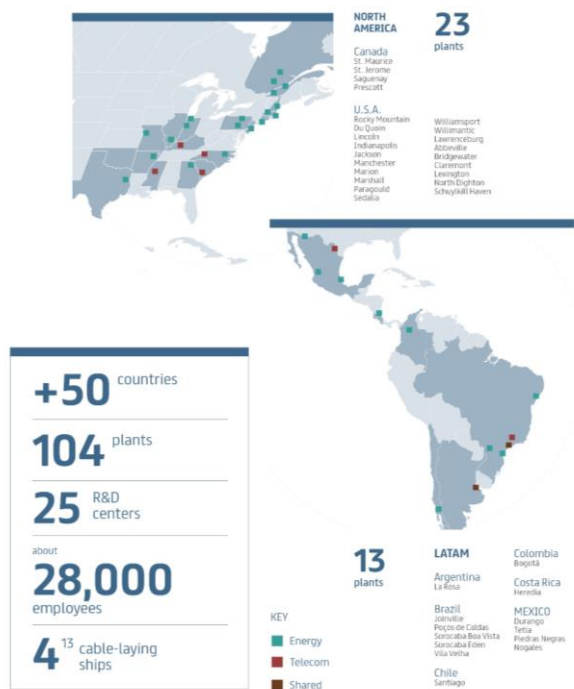 NORTH
AMERICA
23
plants
Canada
St. Maurice
St. Jerome
Saguenay
Prescott
U.S.A.
Rocky Mountain
Du Quoin
Lincoln
Indianapolis
Jackson
Manchester
Marion
Marshall
Paragould
Sedalia
Williamsport
Willimantic
Lawrenceburg
Abbeville
Bridgewater
Claremont
Lexington
North Dighton
Schuylkill Haven
+50 countries
104 plants
25 R&D
centers
about
28,000
employees
4 13 cable-laying
ships
KEY
Energy
Telecom
Shared
13
plants
LATAM
Argentina
La Rosa
Brazil
Joinville
Poços de Caldas
Sorocaba Boa Vista
Sorocaba Eden
Vila Velha
Chile
Santiago
Colombia
Bogotá
Costa Rica
Heredia
MEXICO
Durango
Tetla
Piedras Negras
Nogales